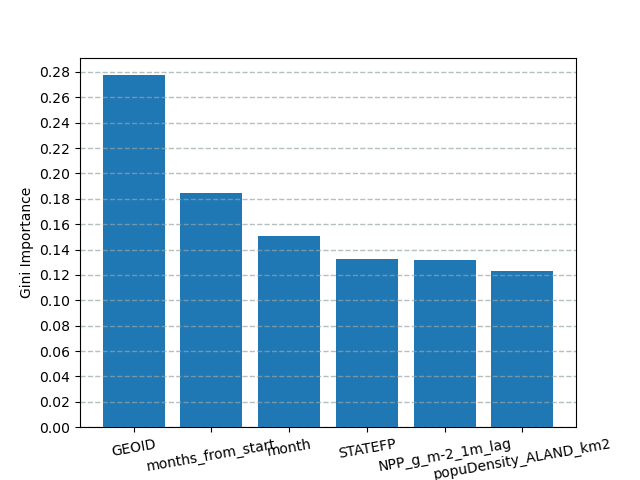 0.28
0.26
0.24
0.22
0.20
0.18
0.16
0.14
0.12
0.10
0.08
0.06
0.04
0.02
0.00
Gini Importance
GEOID
months_from_start
month
STATEFP
NPP_g_m-2_1m_lag
popuDensity_ALAND_km2